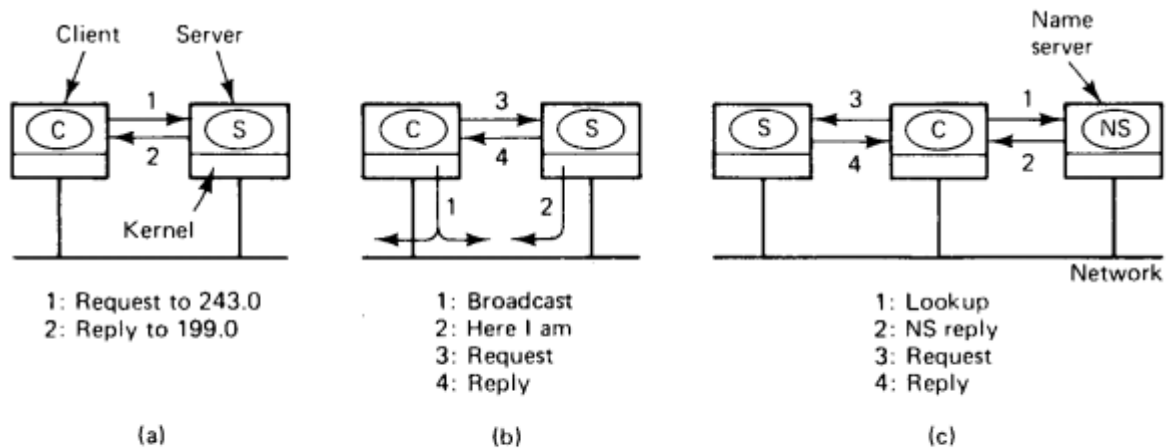 Client
Server
C
S
1
2
Kernel
1: Request to 243.0
2: Reply to 199.0
(a)
C
S
3
4
1
2
1: Broadcast
2: Here I am
3: Request
4: Reply
(b)
Name
server
S
C
NS
3
4
1
2
Network
1: Lookup
2: NS reply
3: Request
4: Reply
(c)